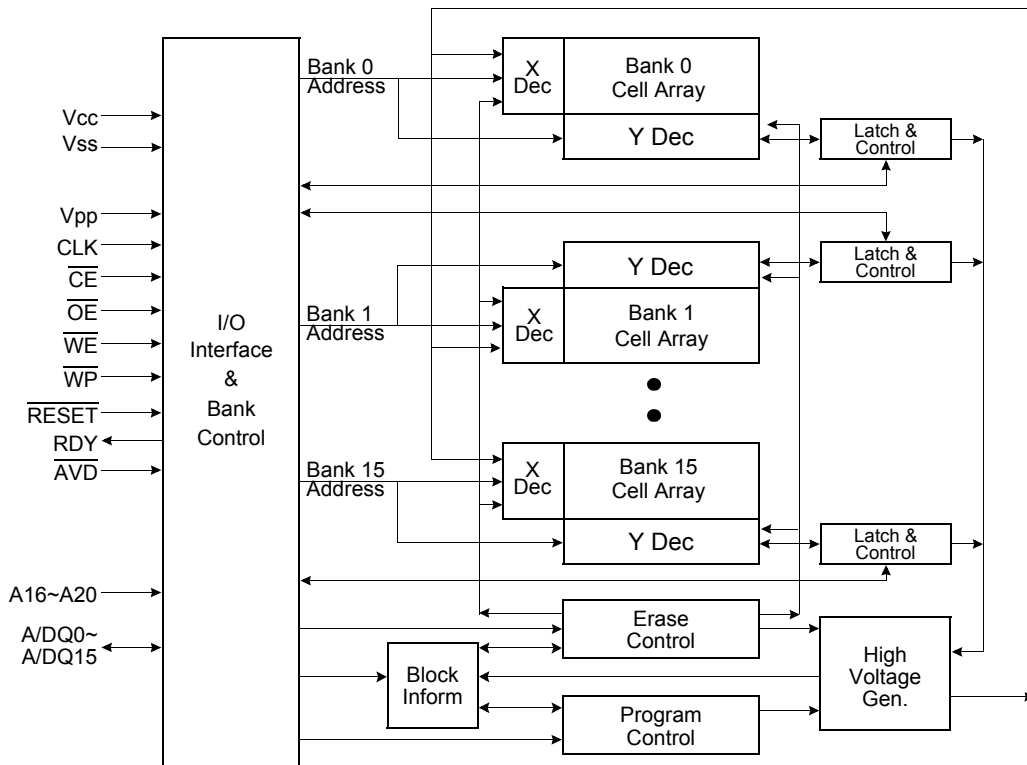 Vcc
Vss
Vpp
CLK
CE
OE
WE
WP
RESET
RDY
AVD
A16~A20
A/DQ0~
A/DQ15
I/O
Interface
&
Bank
Control
Bank 0
Address
X
Dec
Bank 0
Cell Array
Y Dec
Latch &
Control
Y Dec
Latch &
Control
Bank 1
Address
X
Dec
Bank 1
Cell Array
Bank 15
Address
X
Dec
Bank 15
Cell Array
Y Dec
Latch &
Control
Erase
Control
Block
Inform
High
Voltage
Gen.
Program
Control